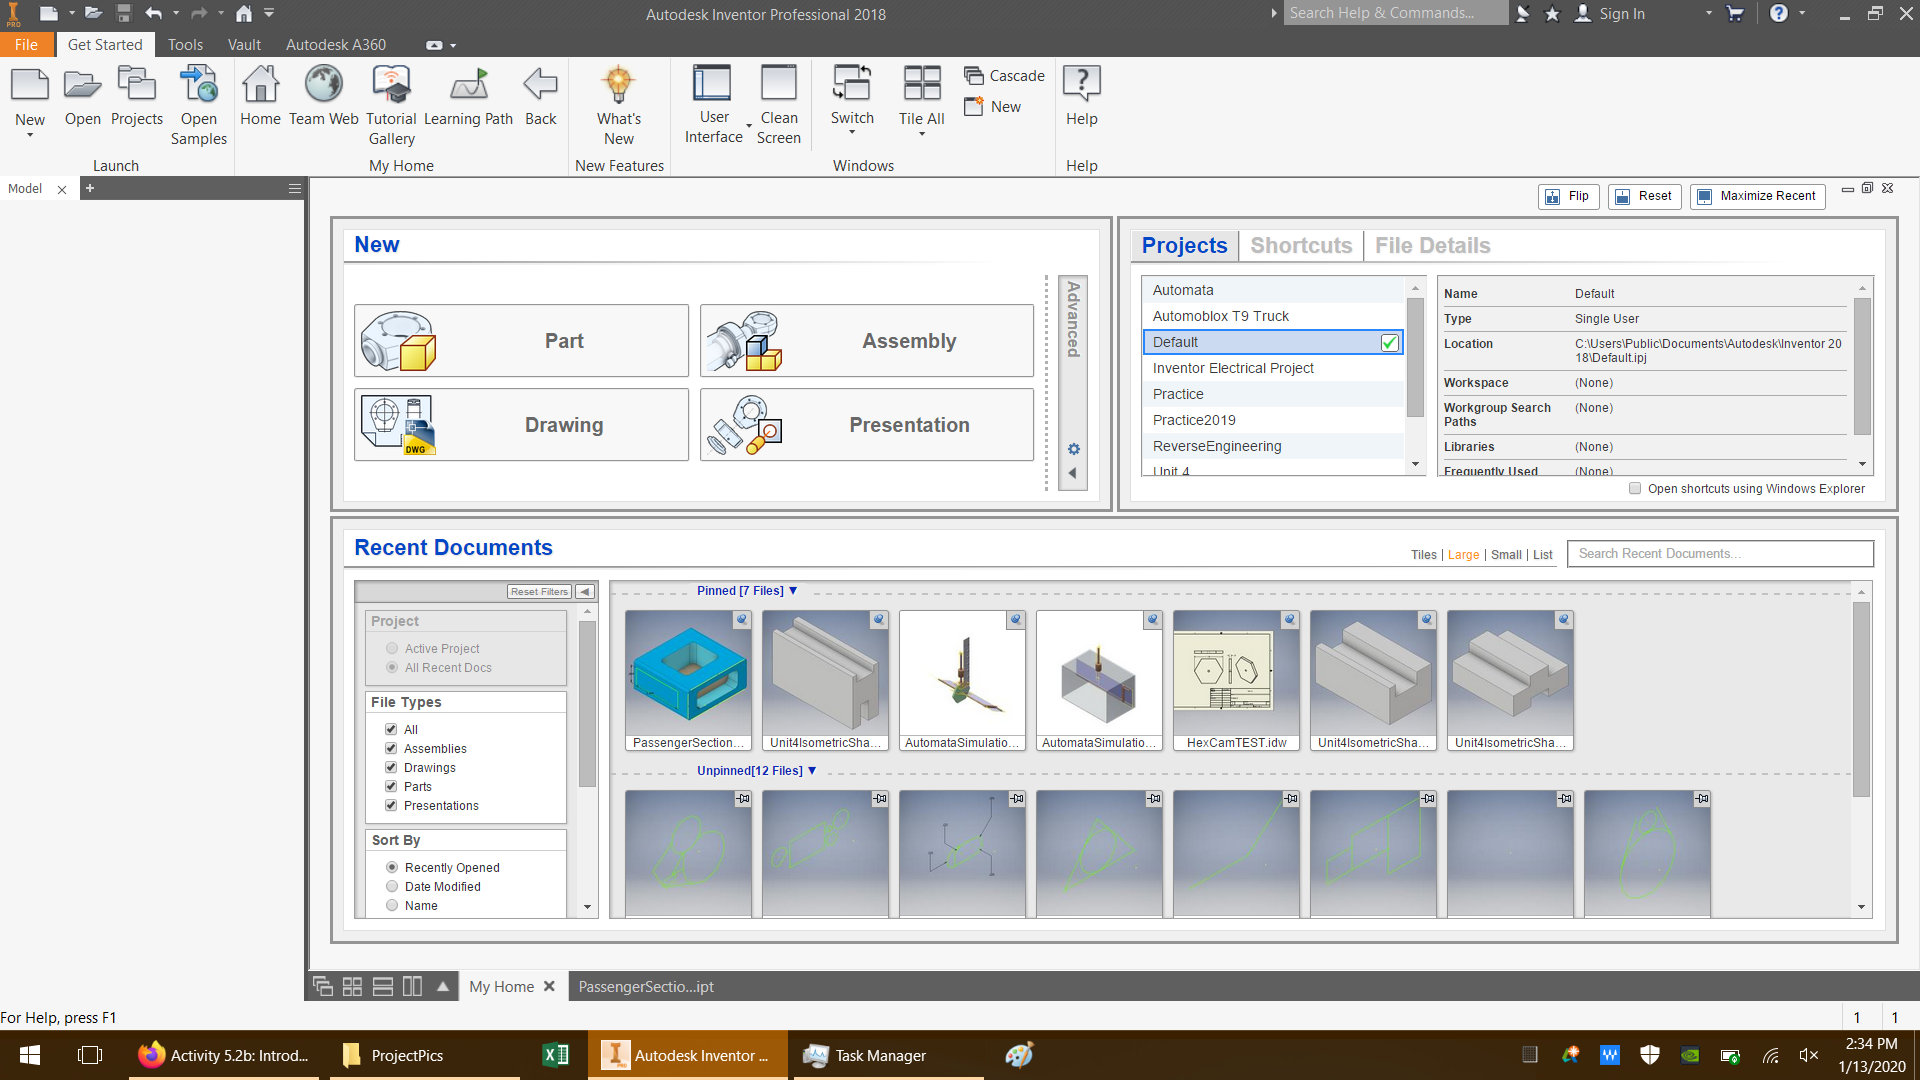 Autodesk Inventor Professional 2018
Search Help & Commands...
Sign In
PRO
File
Get Started
Tools
Vault
Autodesk A360
New
Open
Projects
Open Samples
Launch
Home
Team Web
Tutorial Gallery
Learning Path
Back
My Home
What's New
New Features
User Interface
Clean Screen
Switch
Tile All
Cascade
New
Windows
Help
Help
Model
Flip
Reset
Maximize Recent
New
Part
Assembly
Drawing
DWG
Presentation
Advanced
Projects
Shortcuts
File Details
Automata
Automoblox T9 Truck
Default
Inventor Electrical Project
Practice
Practice2019
ReverseEngineering
Unit 4
Name Default
Type Single User
Location C:\Users\Public\Documents\Autodesk\Inventor 2018\Default.ipj
Workspace (None)
Workgroup Search Paths (None)
Libraries (None)
Frequently Used (None)
Open shortcuts using Windows Explorer
Recent Documents
Tiles | Large | Small | List
Search Recent Documents...
Reset Filters
Project
Active Project
All Recent Docs
File Types
All
Assemblies
Drawings
Parts
Presentations
Sort By
Recently Opened
Date Modified
Name
Pinned [7 Files]
PassengerSection...
Unit4IsometricSha...
AutomataSimulatio...
AutomataSimulatio...
HexCamTEST.idw
Unit4IsometricSha...
Unit4IsometricSha...
Unpinned[12 Files]
My Home
PassengerSectio...ipt
For Help, press F1
1 1
Activity 5.2b: Introd...
ProjectPics
Autodesk Inventor ...
Task Manager
2:34 PM
1/13/2020